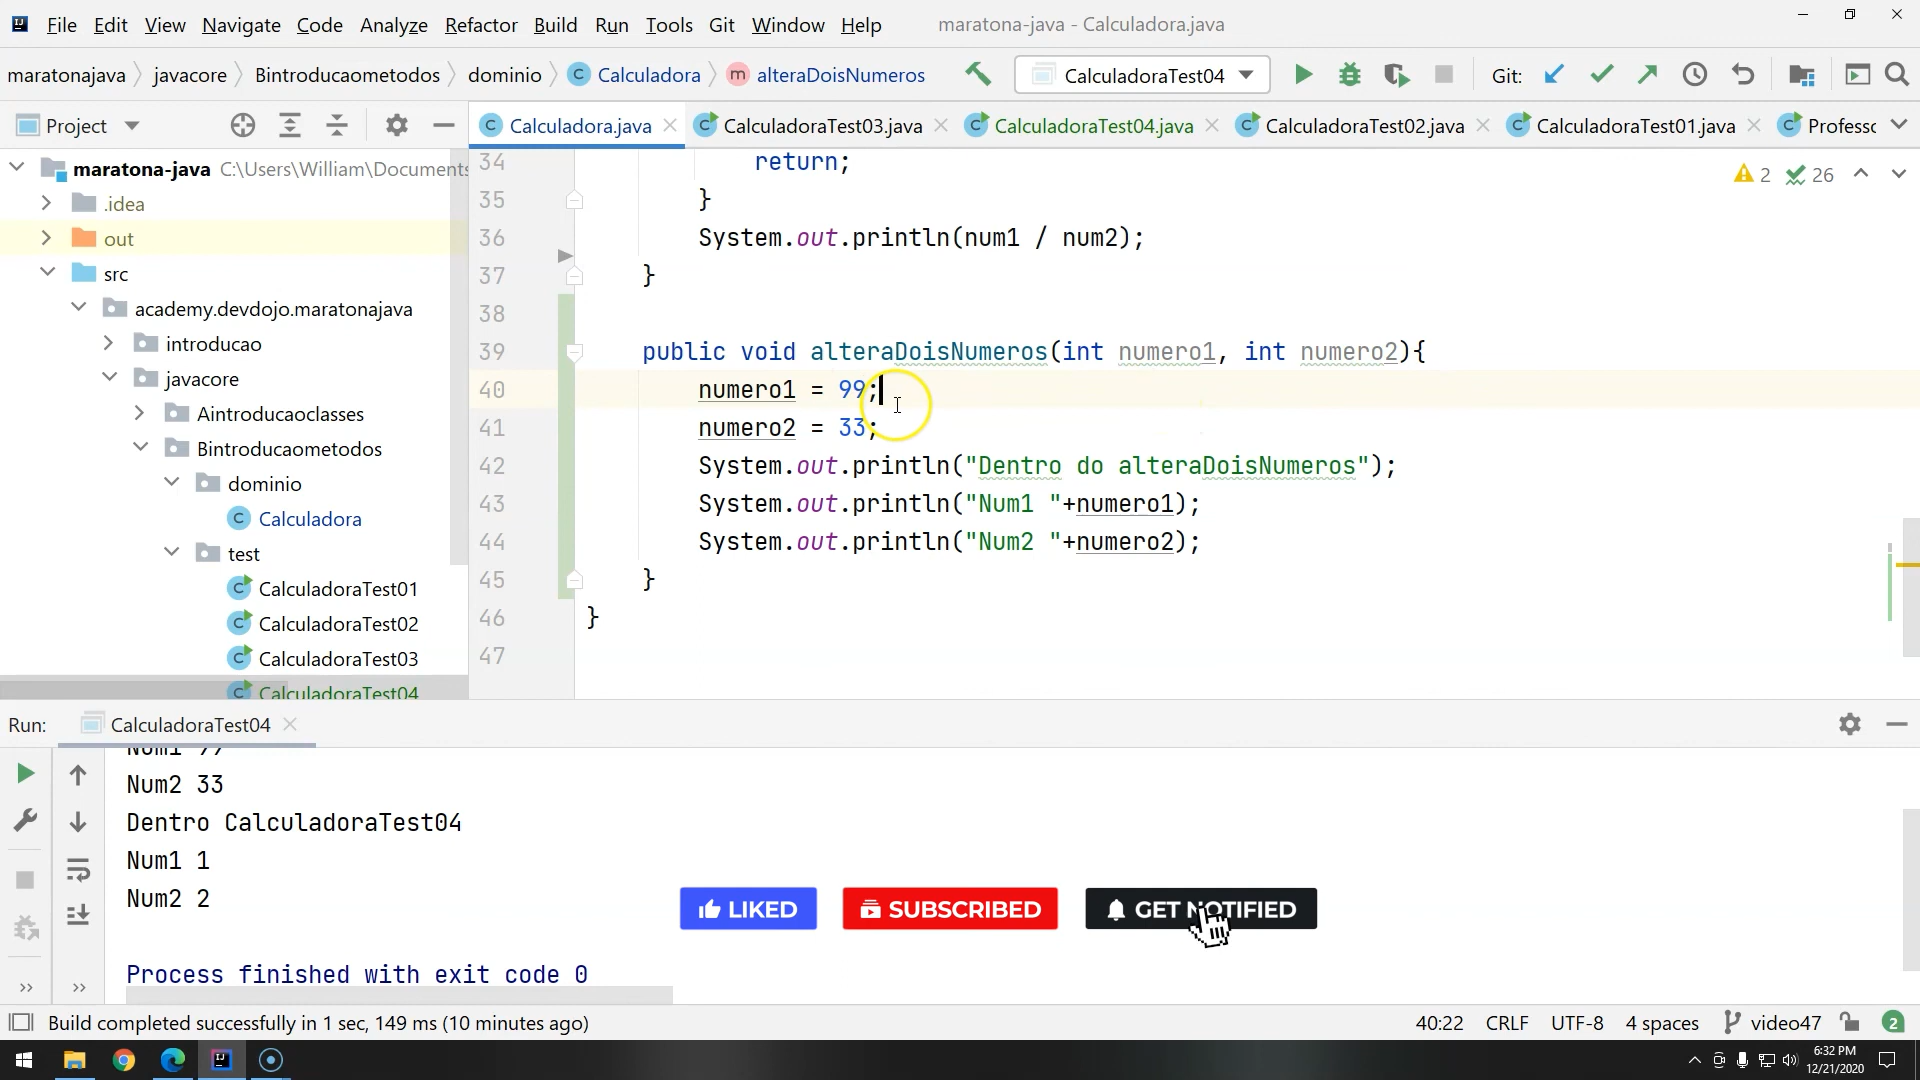 File Edit View Navigate Code Analyze Refactor Build Run Tools Git Window Help maratona-java - Calculadora.java
maratonajava javacore Bintroducaometodos dominio Calculadora alteraDoisNumeros CalculadoraTest04 Git:
Project
Calculadora.java CalculadoraTest03.java CalculadoraTest04.java CalculadoraTest02.java CalculadoraTest01.java Professo
maratona-java C:\Users\William\Documents
.idea
out
src
academy.devdojo.maratonajava
introducao
javacore
Aintroducaoclasses
Bintroducaometodos
dominio
Calculadora
test
CalculadoraTest01
CalculadoraTest02
CalculadoraTest03
CalculadoraTest04
2 26
34 return;
35 }
36 System.out.println(num1 / num2);
37 }
38
39 public void alteraDoisNumeros(int numero1, int numero2){
40 numero1 = 99;
41 numero2 = 33;
42 System.out.println("Dentro do alteraDoisNumeros");
43 System.out.println("Num1 "+numero1);
44 System.out.println("Num2 "+numero2);
45 }
46 }
47
Run: CalculadoraTest04
Num1 99
Num2 33
Dentro CalculadoraTest04
Num1 1
Num2 2
Process finished with exit code 0
LIKED SUBSCRIBED GET NOTIFIED
Build completed successfully in 1 sec, 149 ms (10 minutes ago) 40:22 CRLF UTF-8 4 spaces video47 2
6:32 PM
12/21/2020